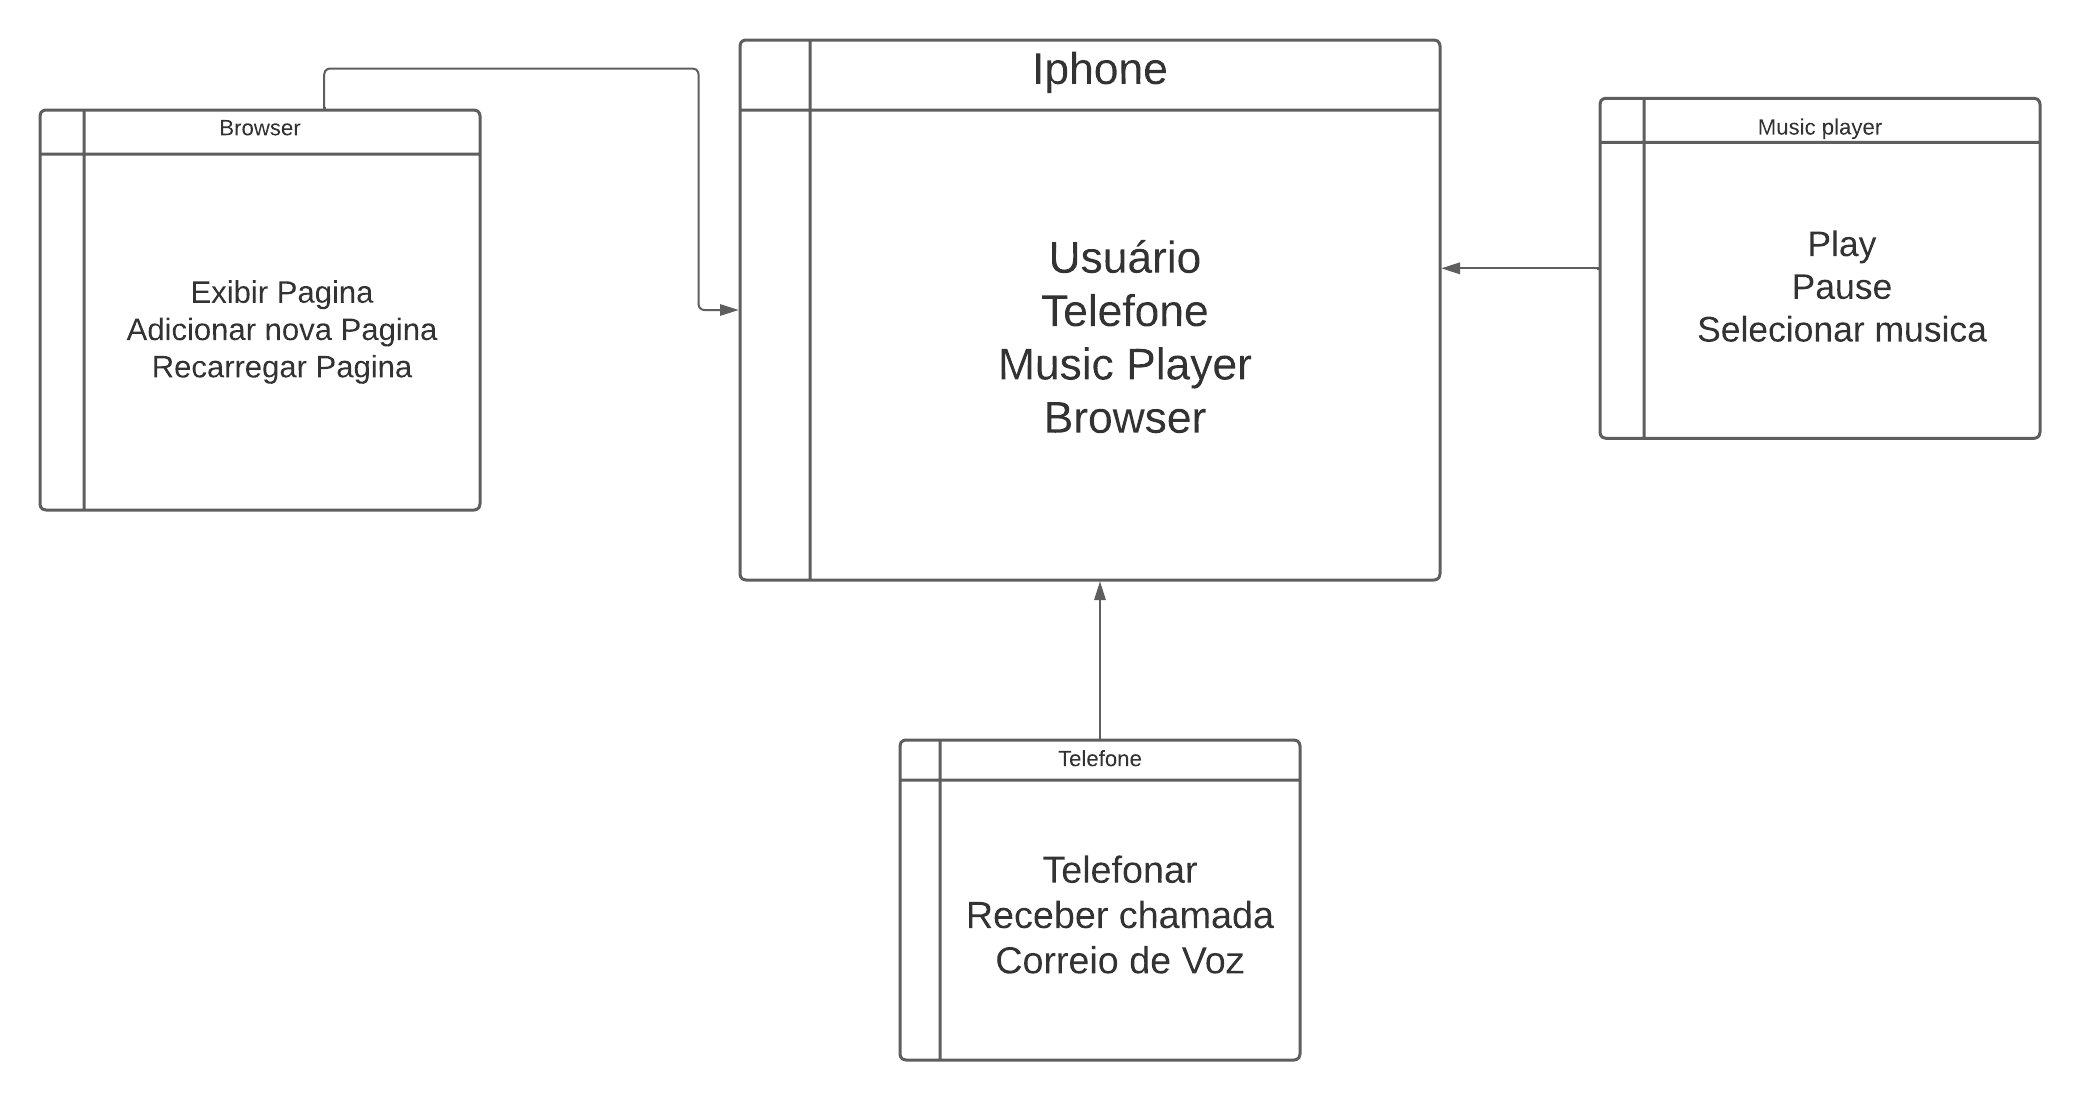 Iphone
Usuário
Telefone
Music Player
Browser
Browser
Exibir Pagina
Adicionar nova Pagina
Recarregar Pagina
Music player
Play
Pause
Selecionar musica
Telefone
Telefonar
Receber chamada
Correio de Voz